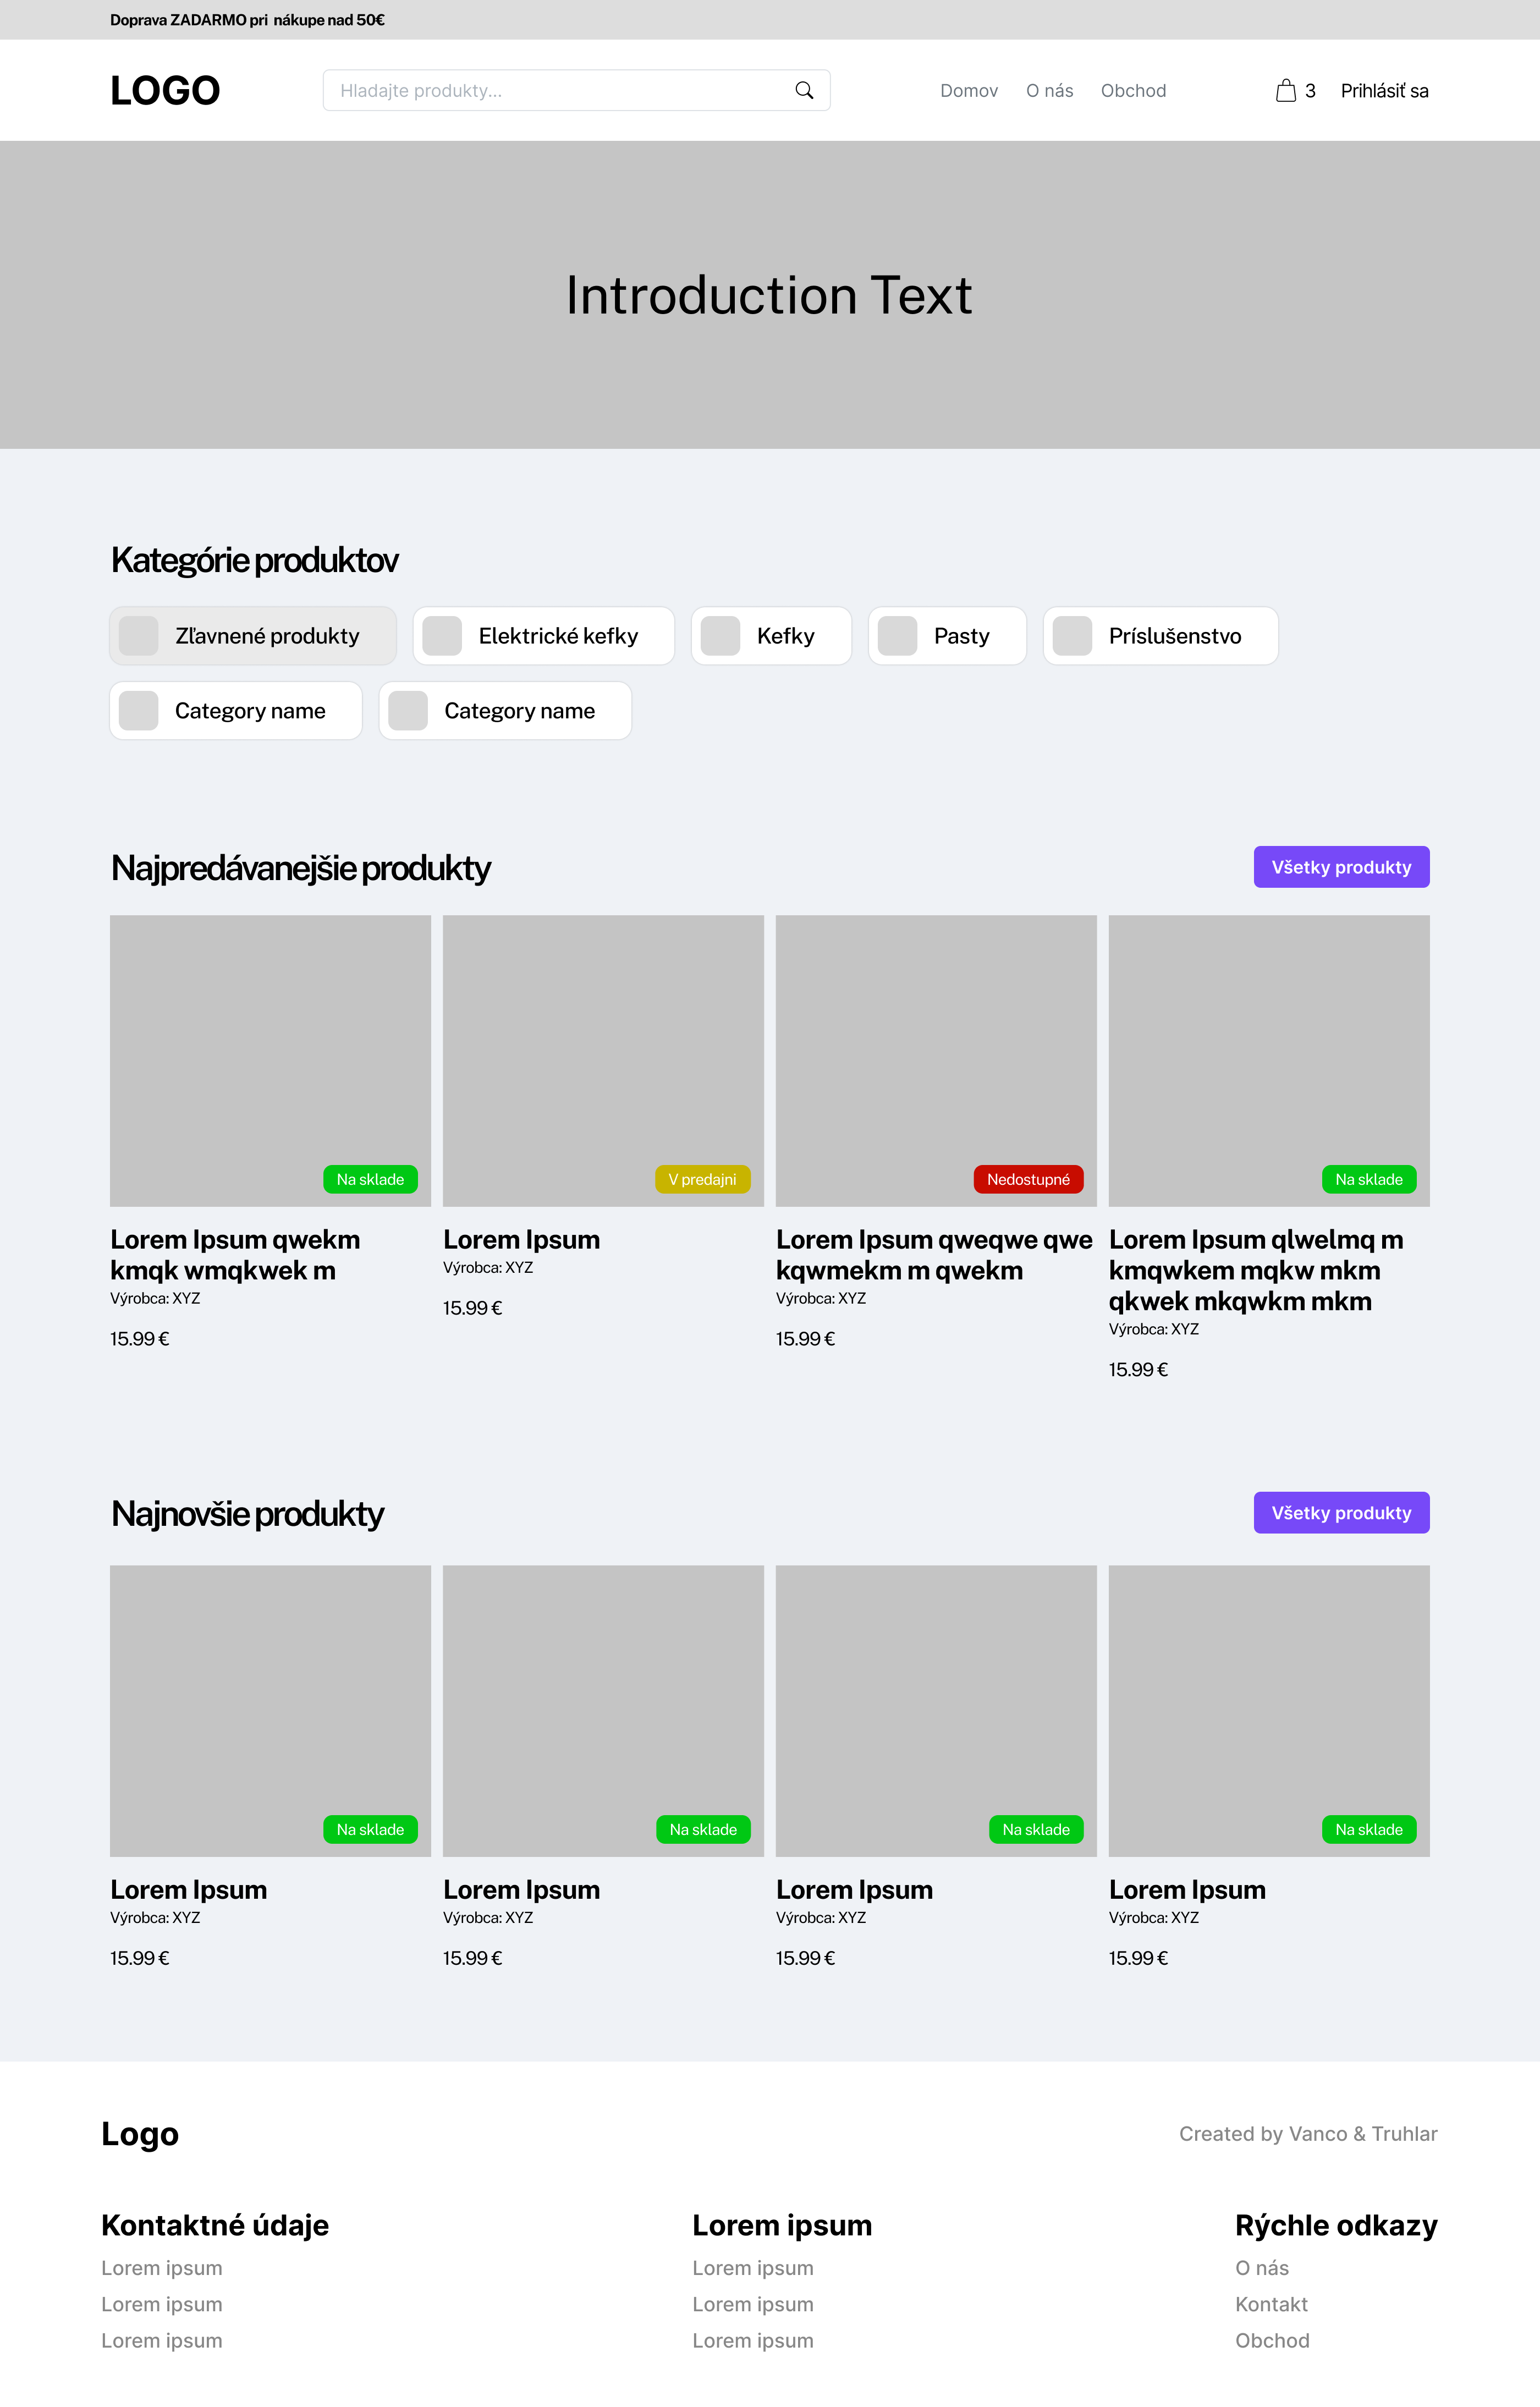 Doprava ZADARMO pri nákupe nad 50€
LOGO
Hladajte produkty...
Domov
O nás
Obchod
3
Prihlásiť sa
Introduction Text
Kategórie produktov
Zľavnené produkty
Elektrické kefky
Kefky
Pasty
Príslušenstvo
Category name
Category name
Najpredávanejšie produkty
Všetky produkty
Na sklade
Lorem Ipsum qwekm
kmqk wmqkwek m
Výrobca: XYZ
15.99 €
V predajni
Lorem Ipsum
Výrobca: XYZ
15.99 €
Nedostupné
Lorem Ipsum qweqwe qwe
kqwmekm m qwekm
Výrobca: XYZ
15.99 €
Na sklade
Lorem Ipsum qlwelmq m
kmqwkem mqkw mkm
qkwek mkqwkm mkm
Výrobca: XYZ
15.99 €
Najnovšie produkty
Všetky produkty
Na sklade
Lorem Ipsum
Výrobca: XYZ
15.99 €
Na sklade
Lorem Ipsum
Výrobca: XYZ
15.99 €
Na sklade
Lorem Ipsum
Výrobca: XYZ
15.99 €
Na sklade
Lorem Ipsum
Výrobca: XYZ
15.99 €
Logo
Created by Vanco & Truhlar
Kontaktné údaje
Lorem ipsum
Lorem ipsum
Lorem ipsum
Lorem ipsum
Lorem ipsum
Lorem ipsum
Lorem ipsum
Rýchle odkazy
O nás
Kontakt
Obchod